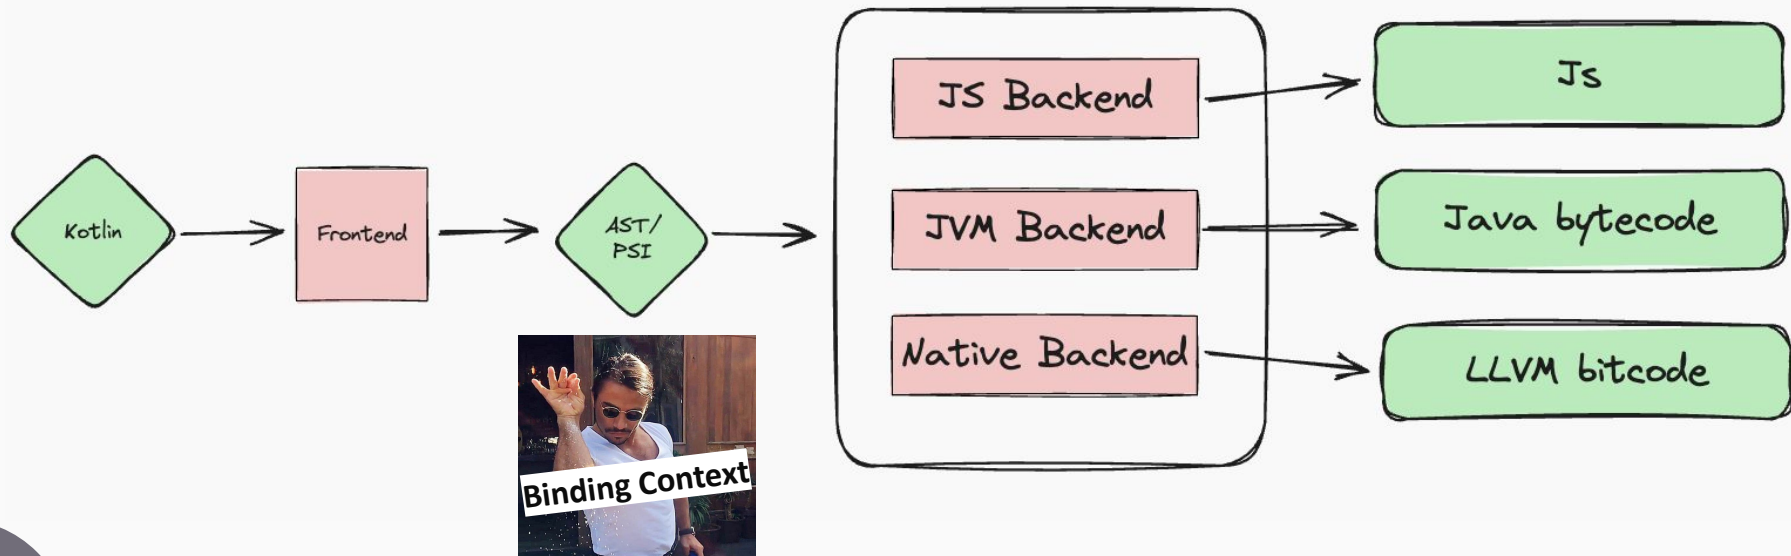 Kotlin
Frontend
AST/
PSI
Binding Context
JS Backend
JVM Backend
Native Backend
Js
Java bytecode
LLVM bitcode